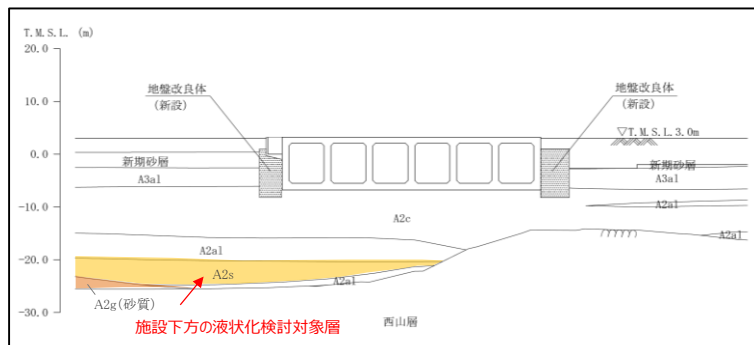 T.M.S.L. (m)
20.0
10.0
0.0
-10.0
-20.0
-30.0
地盤改良体
(新設)
地盤改良体
(新設)
▽T.M.S.L.3.0m
新期砂層
新期砂層
A3al
A3al
A2c
A2al
A2al
A2al
A2s
A2al
A2g(砂質)
施設下方の液状化検討対象層
西山層